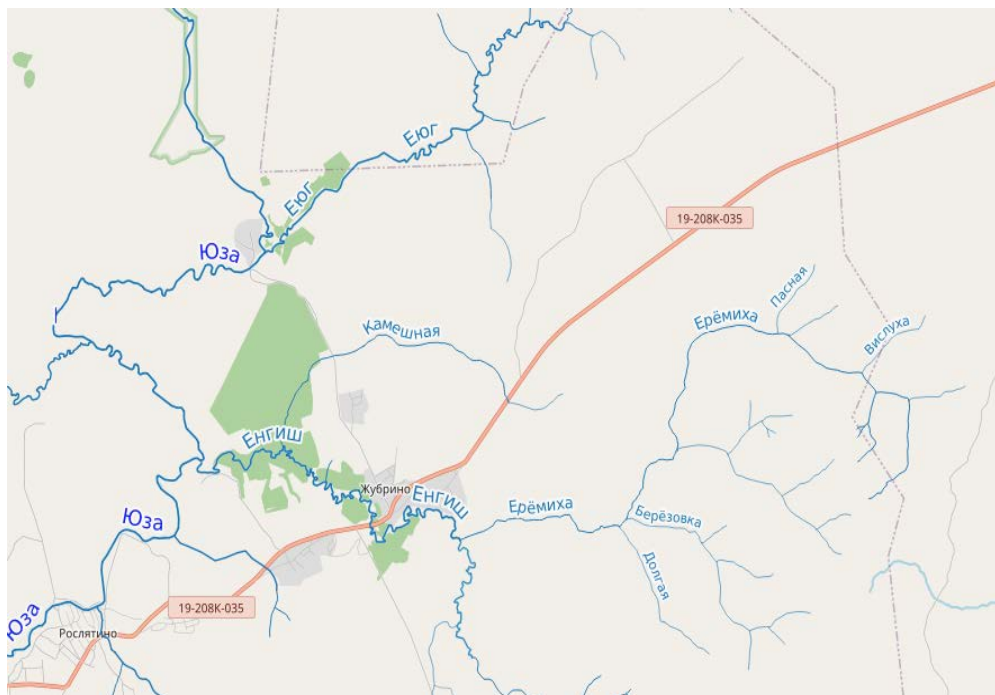 Еюг
Еюг
Юза
19-208К-035
Пасная
Ерёмиха
Камешная
Вислуха
Енгиш
Жубрино
Енгиш
Ерёмиха
Берёзовка
Юза
Долгая
19-208К-035
Юза
Рослятино